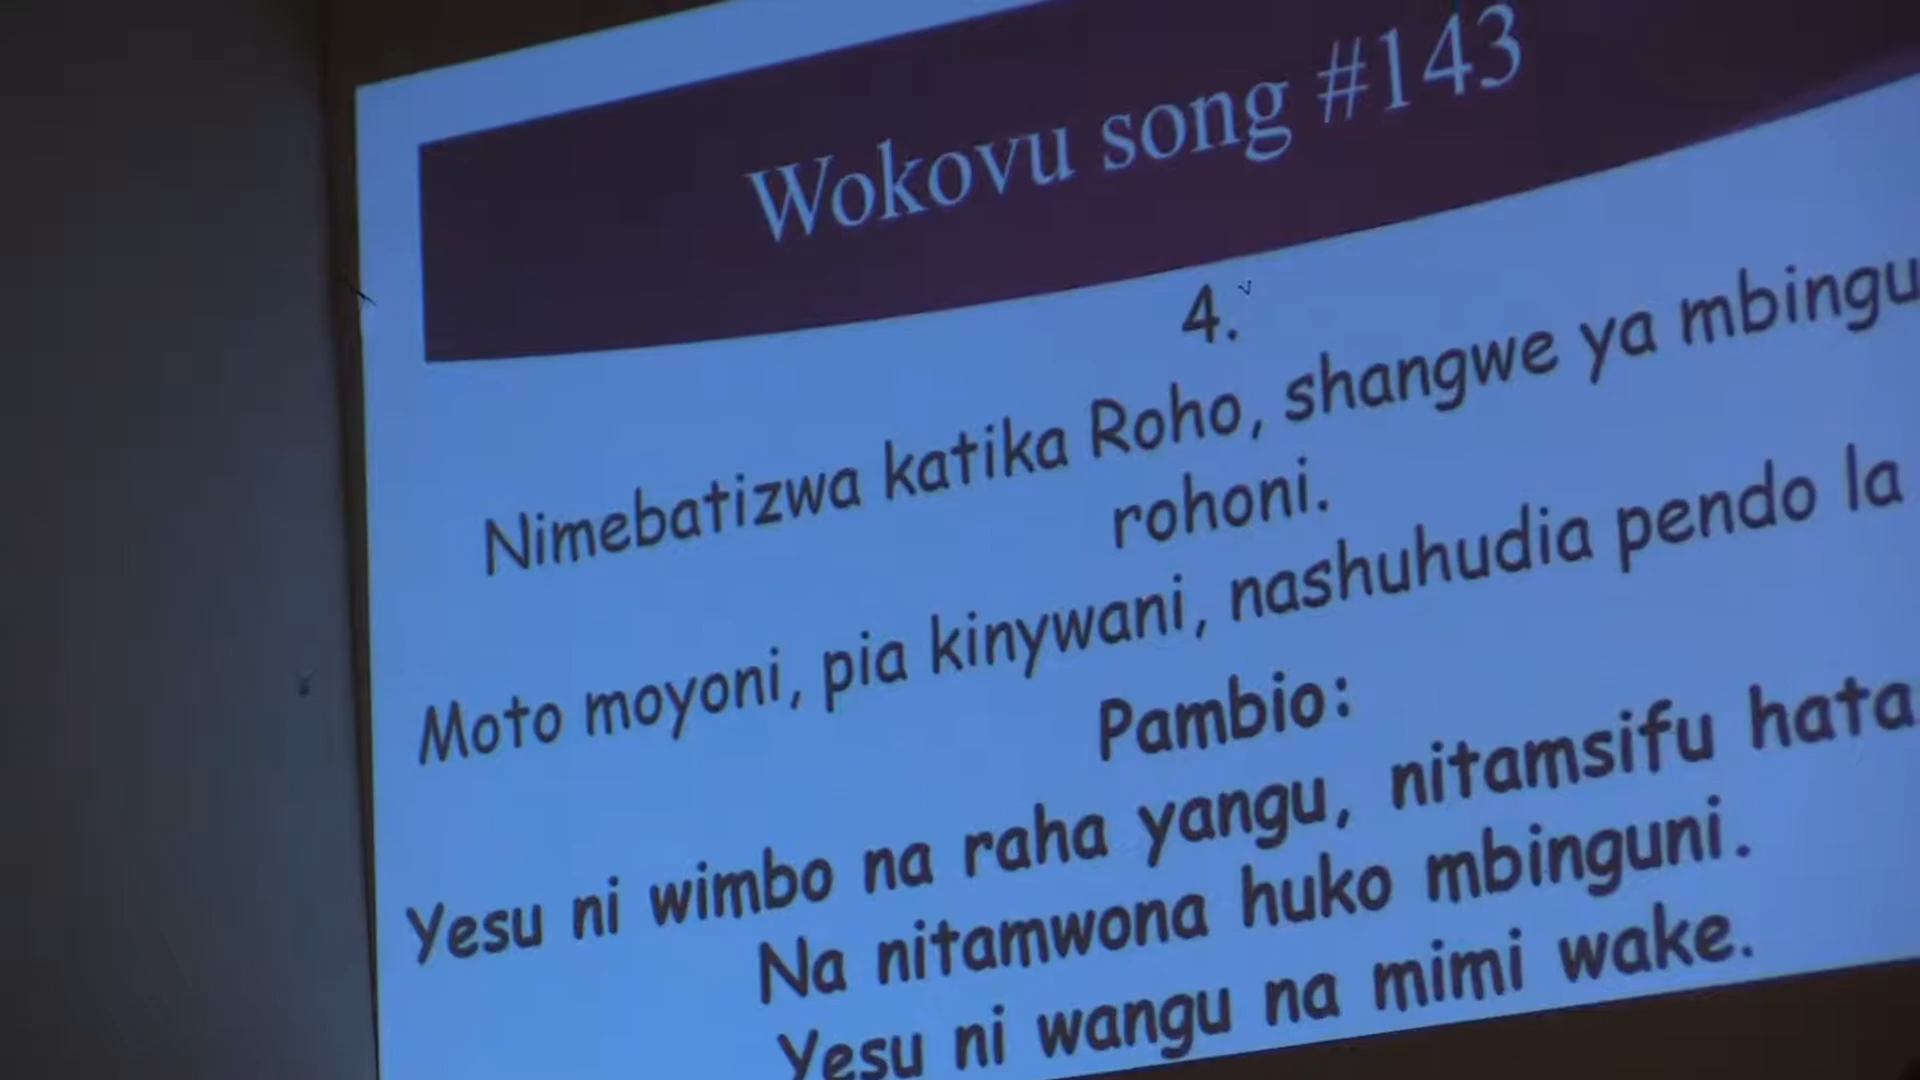 Wokovu song #143
4.
Nimebatizwa katika Roho, shangwe ya mbingu
rohoni.
Moto moyoni, pia kinywani, nashuhudia pendo la
Pambio:
Yesu ni wimbo na raha yangu, nitamsifu hata
Na nitamwona huko mbinguni.
Yesu ni wangu na mimi wake.